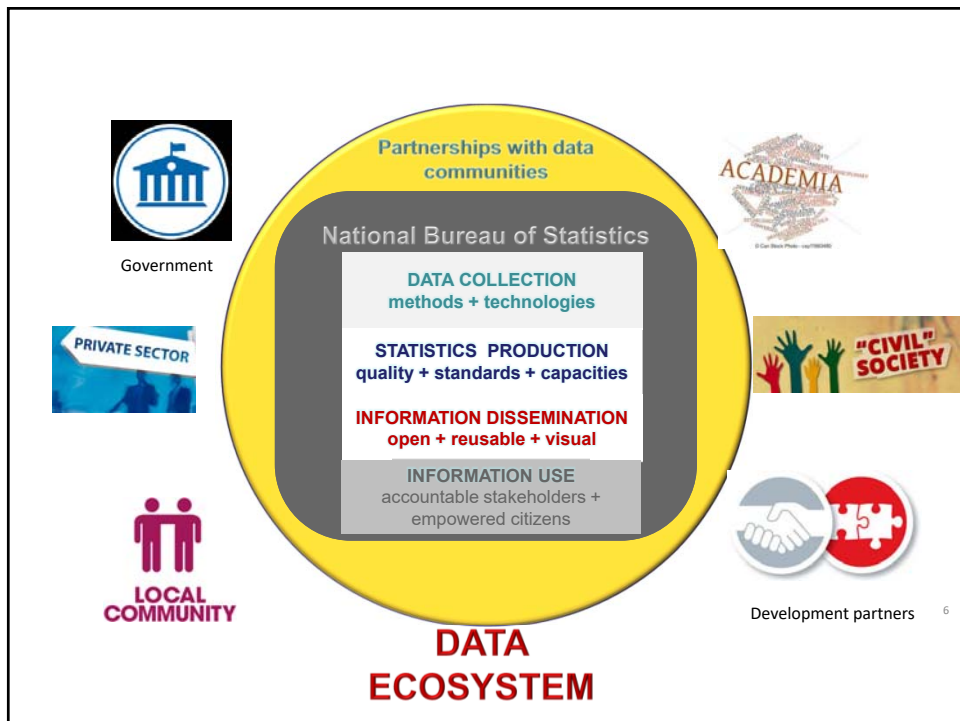 Partnerships with data
communities
National Bureau of Statistics
DATA COLLECTION
methods + technologies
STATISTICS PRODUCTION
quality + standards + capacities
INFORMATION DISSEMINATION
open + reusable + visual
INFORMATION USE
accountable stakeholders +
empowered citizens
Government
PRIVATE SECTOR
LOCAL
COMMUNITY
ACADEMIA
"CIVIL"
SOCIETY
Development partners
6
DATA
ECOSYSTEM